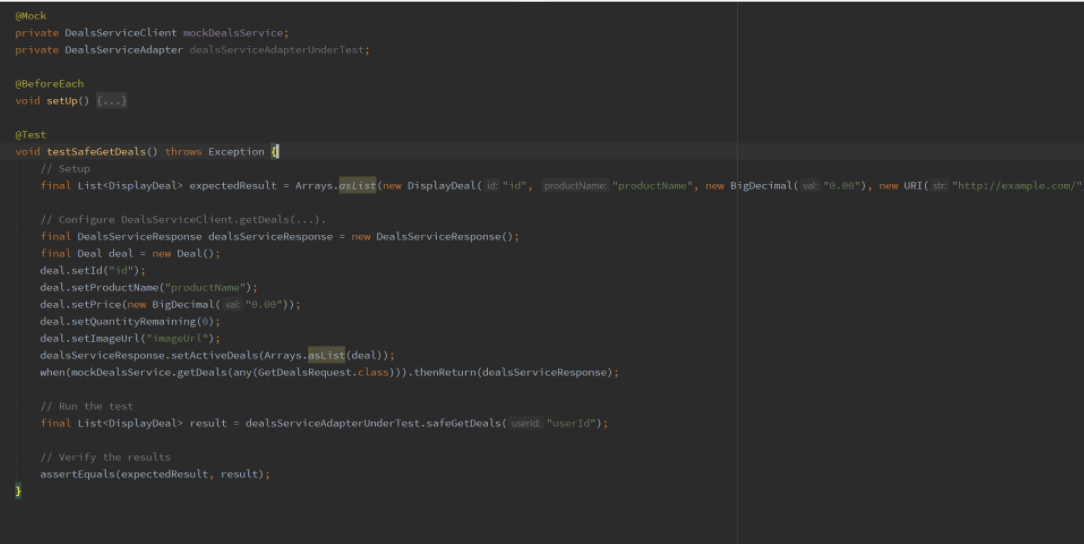 @Mock
private DealsServiceClient mockDealsService;
private DealsServiceAdapter dealsServiceAdapterUnderTest;
@BeforeEach
void setUp() {...}
@Test
void testSafeGetDeals() throws Exception {
// Setup
final List<DisplayDeal> expectedResult = Arrays.asList(new DisplayDeal( id: "id", productName: "productName", new BigDecimal( val: "0.00"), new URI( str: "http://example.com/"
// Configure DealsServiceClient.getDeals(...).
final DealsServiceResponse dealsServiceResponse = new DealsServiceResponse();
final Deal deal = new Deal();
deal.setId("id");
deal.setProductName("productName");
deal.setPrice(new BigDecimal( val: "0.00"));
deal.setQuantityRemaining(0);
deal.setImageUrl("imageUrl");
dealsServiceResponse.setActiveDeals(Arrays.asList(deal));
when(mockDealsService.getDeals(any(GetDealsRequest.class))).thenReturn(dealsServiceResponse);
// Run the test
final List<DisplayDeal> result = dealsServiceAdapterUnderTest.safeGetDeals( userId: "userId");
// Verify the results
assertEquals(expectedResult, result);
}